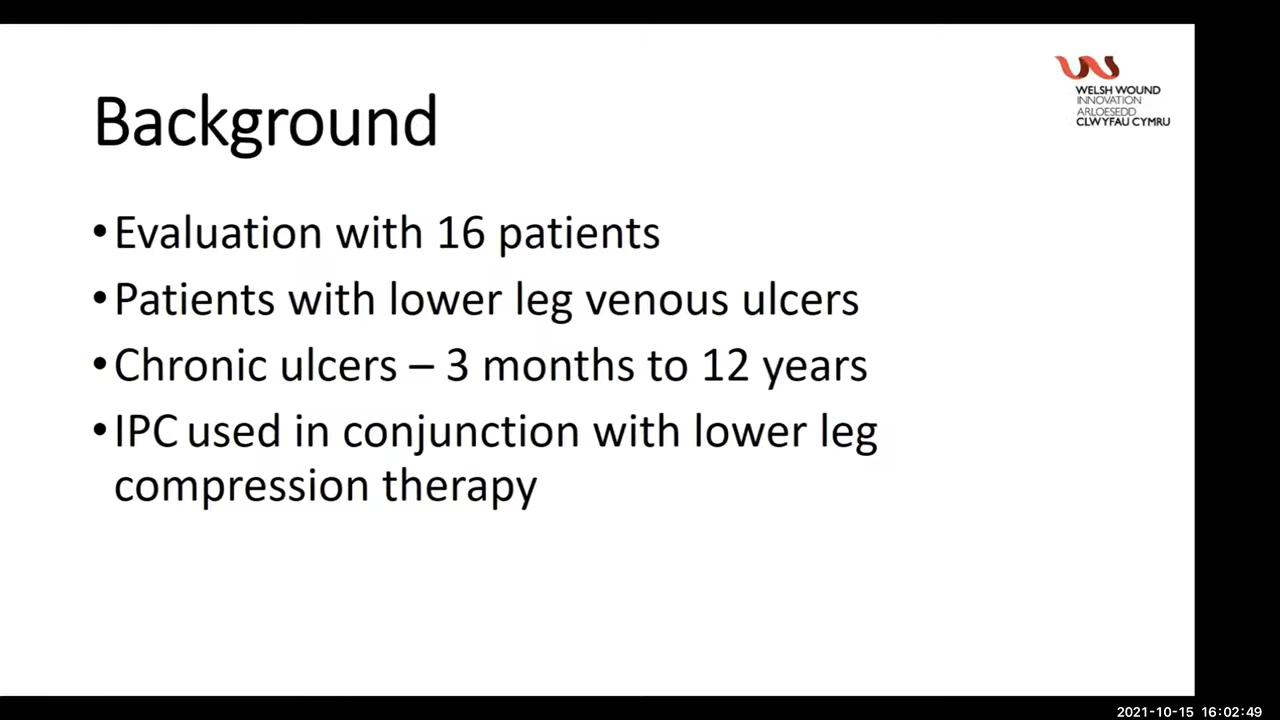 WELSH WOUND
INNOVATION
ARLOESEDD
CLWYFAU CYMRU
Background
•Evaluation with 16 patients
•Patients with lower leg venous ulcers
•Chronic ulcers – 3 months to 12 years
•IPC used in conjunction with lower leg
compression therapy
2021-10-15 16:02:49